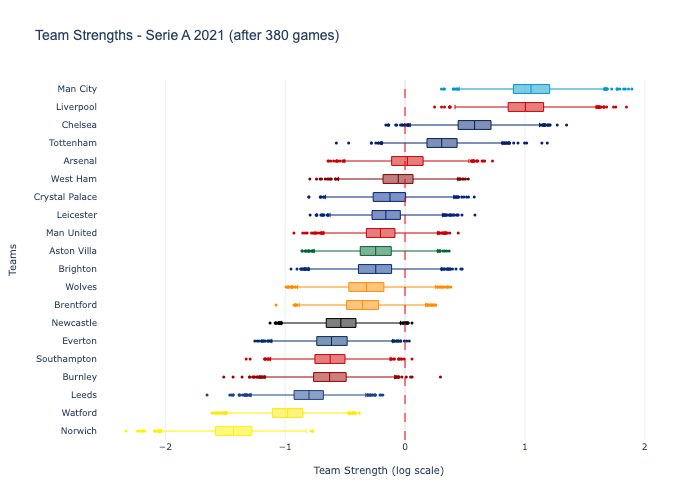 Team Strengths - Serie A 2021 (after 380 games)
Man City
Liverpool
Chelsea
Tottenham
Arsenal
West Ham
Crystal Palace
Leicester
Man United
Aston Villa
Brighton
Wolves
Brentford
Newcastle
Everton
Southampton
Burnley
Leeds
Watford
Norwich
Teams
−2 −1 0 1 2
Team Strength (log scale)